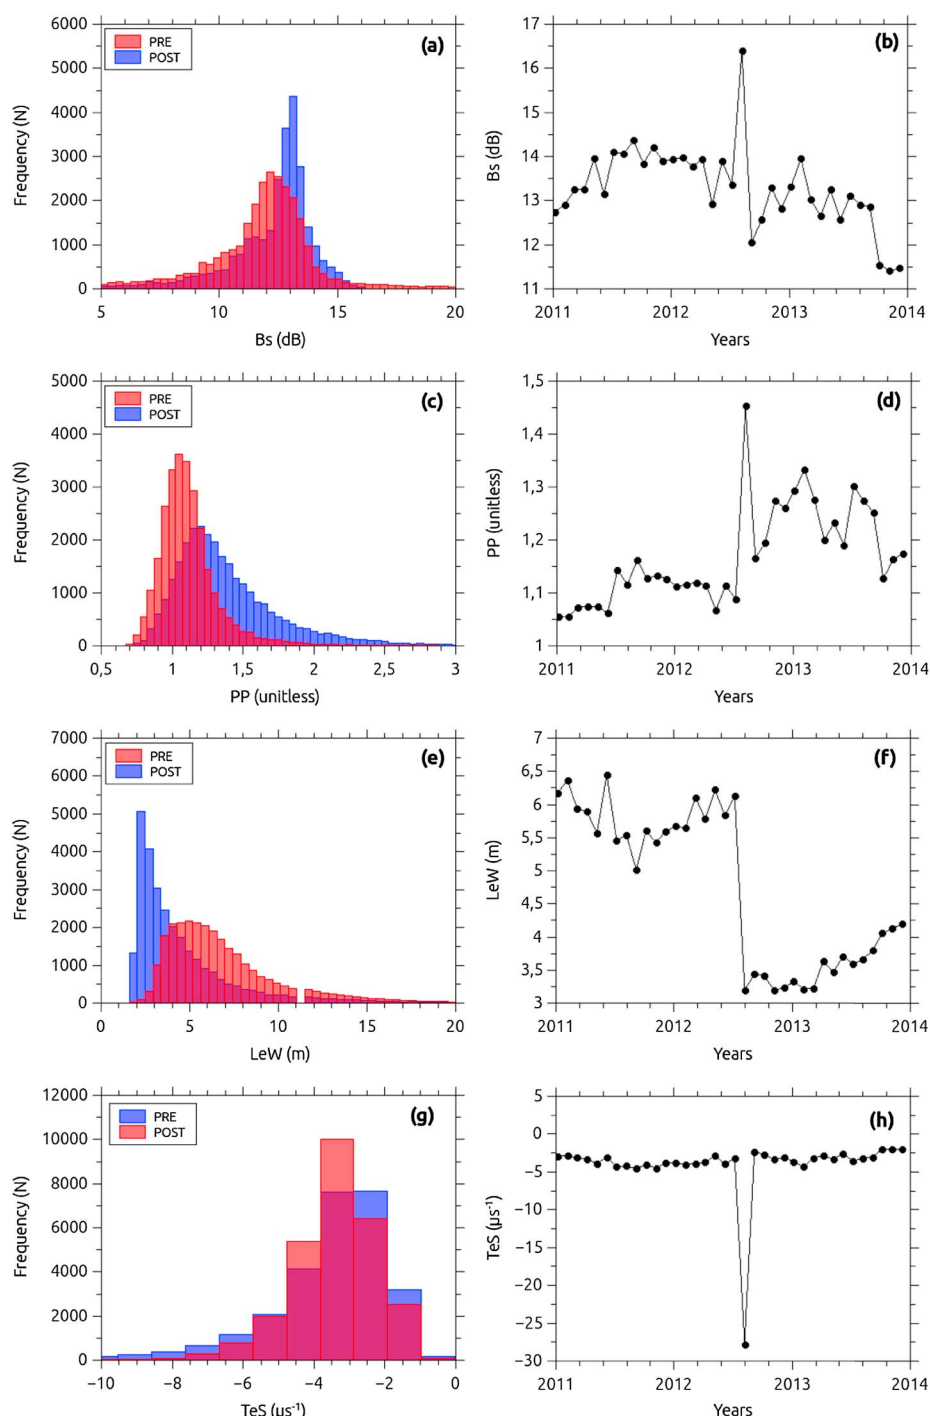 6000
5000
4000
3000
2000
1000
0
Frequency (N)
PRE
POST
(a)
5
10
15
20
Bs (dB)
17
16
15
14
13
12
11
Bs (dB)
(b)
2011
2012
2013
2014
Years
5000
4000
3000
2000
1000
0
Frequency (N)
PRE
POST
(c)
0,5
1
1,5
2
2,5
3
PP (unitless)
1,5
1,4
1,3
1,2
1,1
1
PP (unitless)
(d)
2011
2012
2013
2014
Years
7000
6000
5000
4000
3000
2000
1000
0
Frequency (N)
PRE
POST
(e)
0
5
10
15
20
LeW (m)
7
6,5
6
5,5
5
4,5
4
3,5
3
LeW (m)
(f)
2011
2012
2013
2014
Years
12000
10000
8000
6000
4000
2000
0
Frequency (N)
PRE
POST
(g)
−10
−8
−6
−4
−2
0
TeS (µs⁻¹)
5
0
−5
−10
−15
−20
−25
−30
TeS (µs⁻¹)
(h)
2011
2012
2013
2014
Years